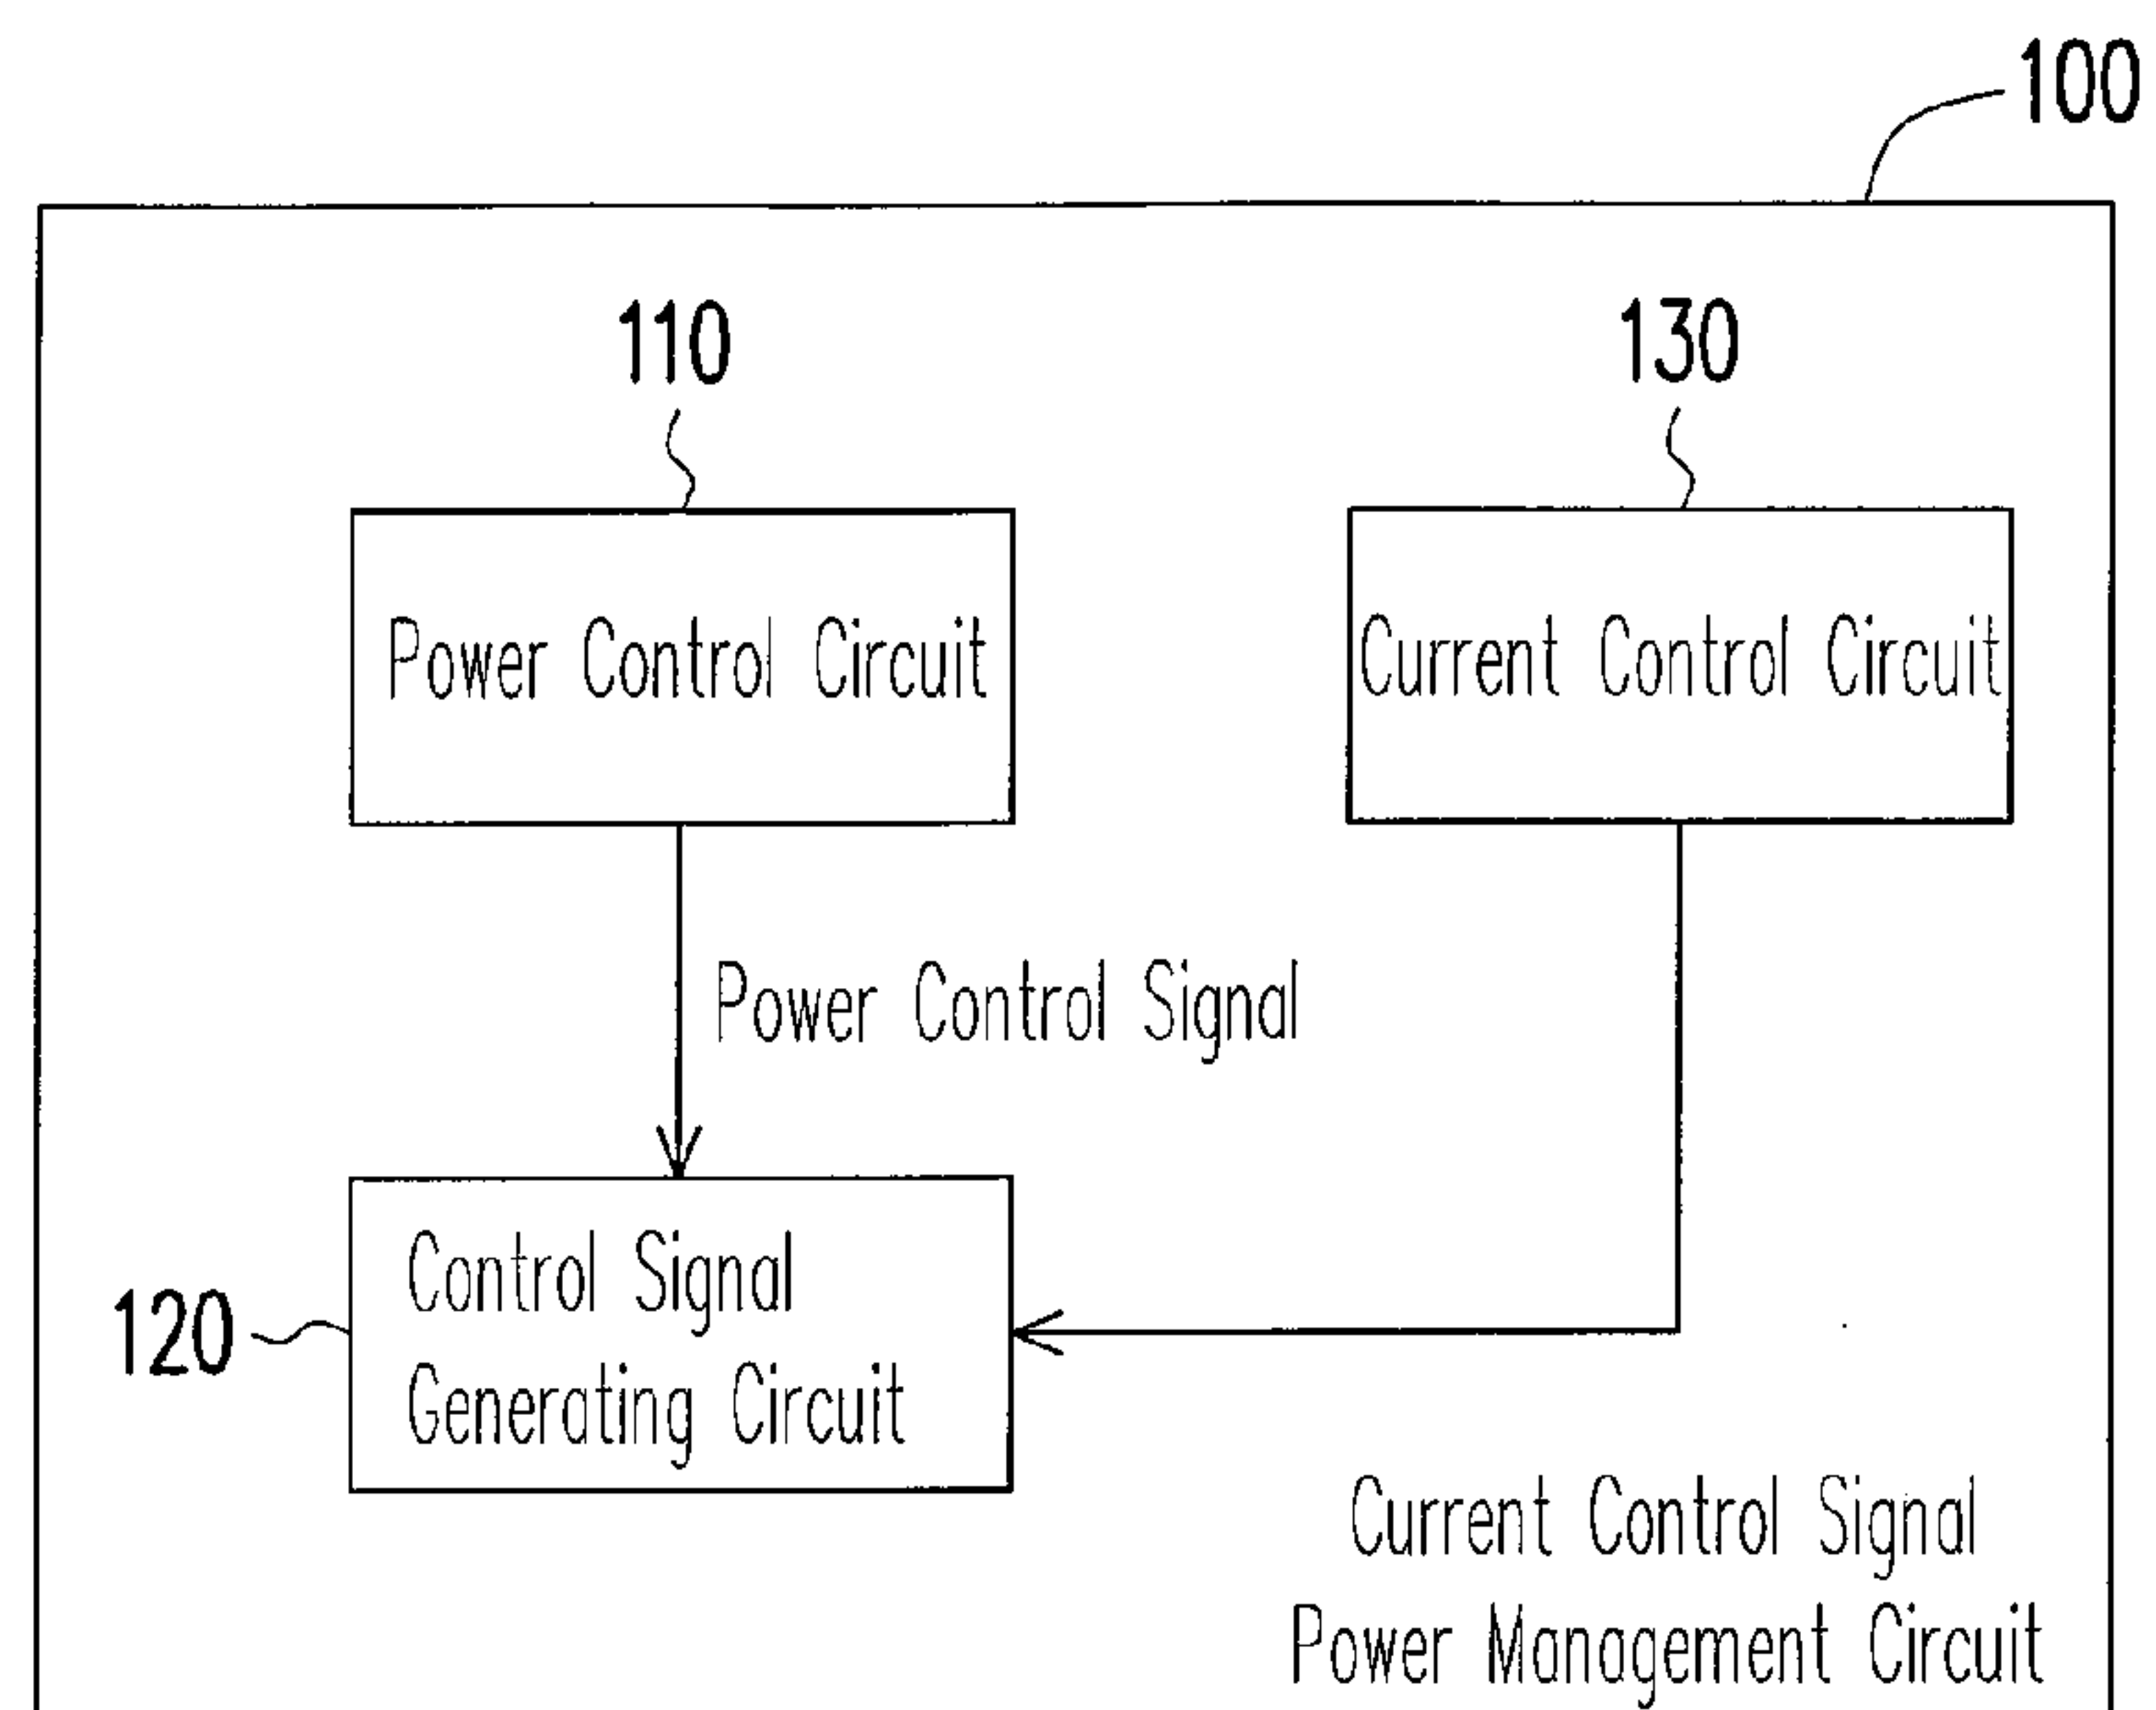 100
110
130
Power Control Circuit
Current Control Circuit
Power Control Signal
120
Control Signal
Generating Circuit
Current Control Signal
Power Management Circuit